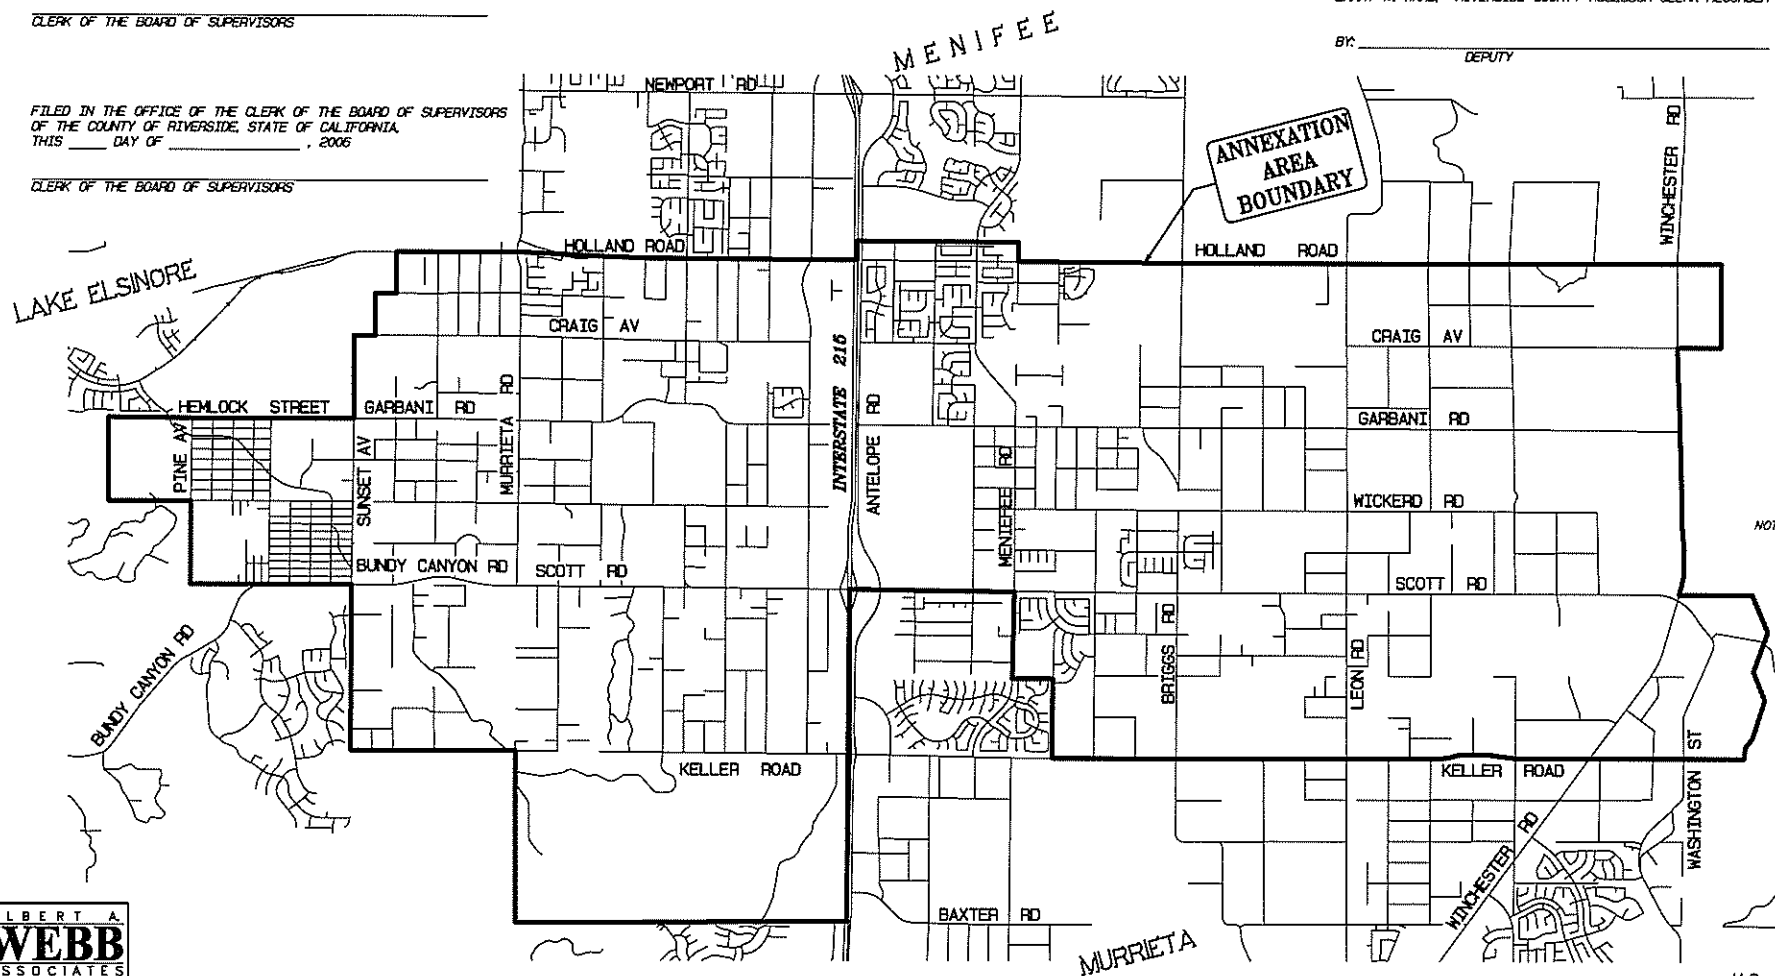 CLERK OF THE BOARD OF SUPERVISORS
BY:
DEPUTY
FILED IN THE OFFICE OF THE CLERK OF THE BOARD OF SUPERVISORS
OF THE COUNTY OF RIVERSIDE, STATE OF CALIFORNIA,
THIS ____ DAY OF ____________ , 2006
CLERK OF THE BOARD OF SUPERVISORS
MENIFEE
NEWPORT RD
WINCHESTER RD
ANNEXATION
AREA
BOUNDARY
HOLLAND ROAD
HOLLAND ROAD
LAKE ELSINORE
CRAIG AV
CRAIG AV
INTERSTATE 215
HEMLOCK STREET
GARBANI RD
MURRIETA RD
ANTELOPE RD
GARBANI RD
PINE AV
SUNSET AV
MENIFEE RD
WICKERD RD
NOT
BUNDY CANYON RD
SCOTT RD
SCOTT RD
BUNDY CANYON RD
BRIGGS RD
LEON RD
KELLER ROAD
KELLER ROAD
WASHINGTON ST
WINCHESTER RD
BAXTER RD
MURRIETA
LBERT A.
WEBB
SSOCIATES